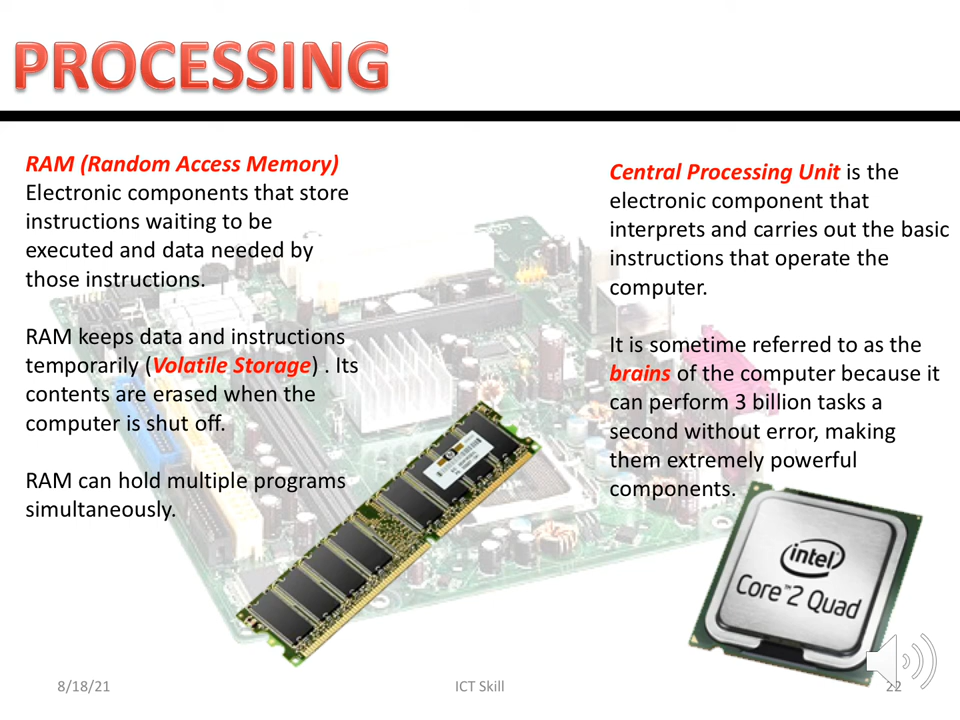 PROCESSING
RAM (Random Access Memory)
Electronic components that store
instructions waiting to be
executed and data needed by
those instructions.
RAM keeps data and instructions
temporarily (Volatile Storage) . Its
contents are erased when the
computer is shut off.
RAM can hold multiple programs
simultaneously.
Central Processing Unit is the
electronic component that
interprets and carries out the basic
instructions that operate the
computer.
It is sometime referred to as the
brains of the computer because it
can perform 3 billion tasks a
second without error, making
them extremely powerful
components.
intel
Core™2 Quad
8/18/21
ICT Skill
22